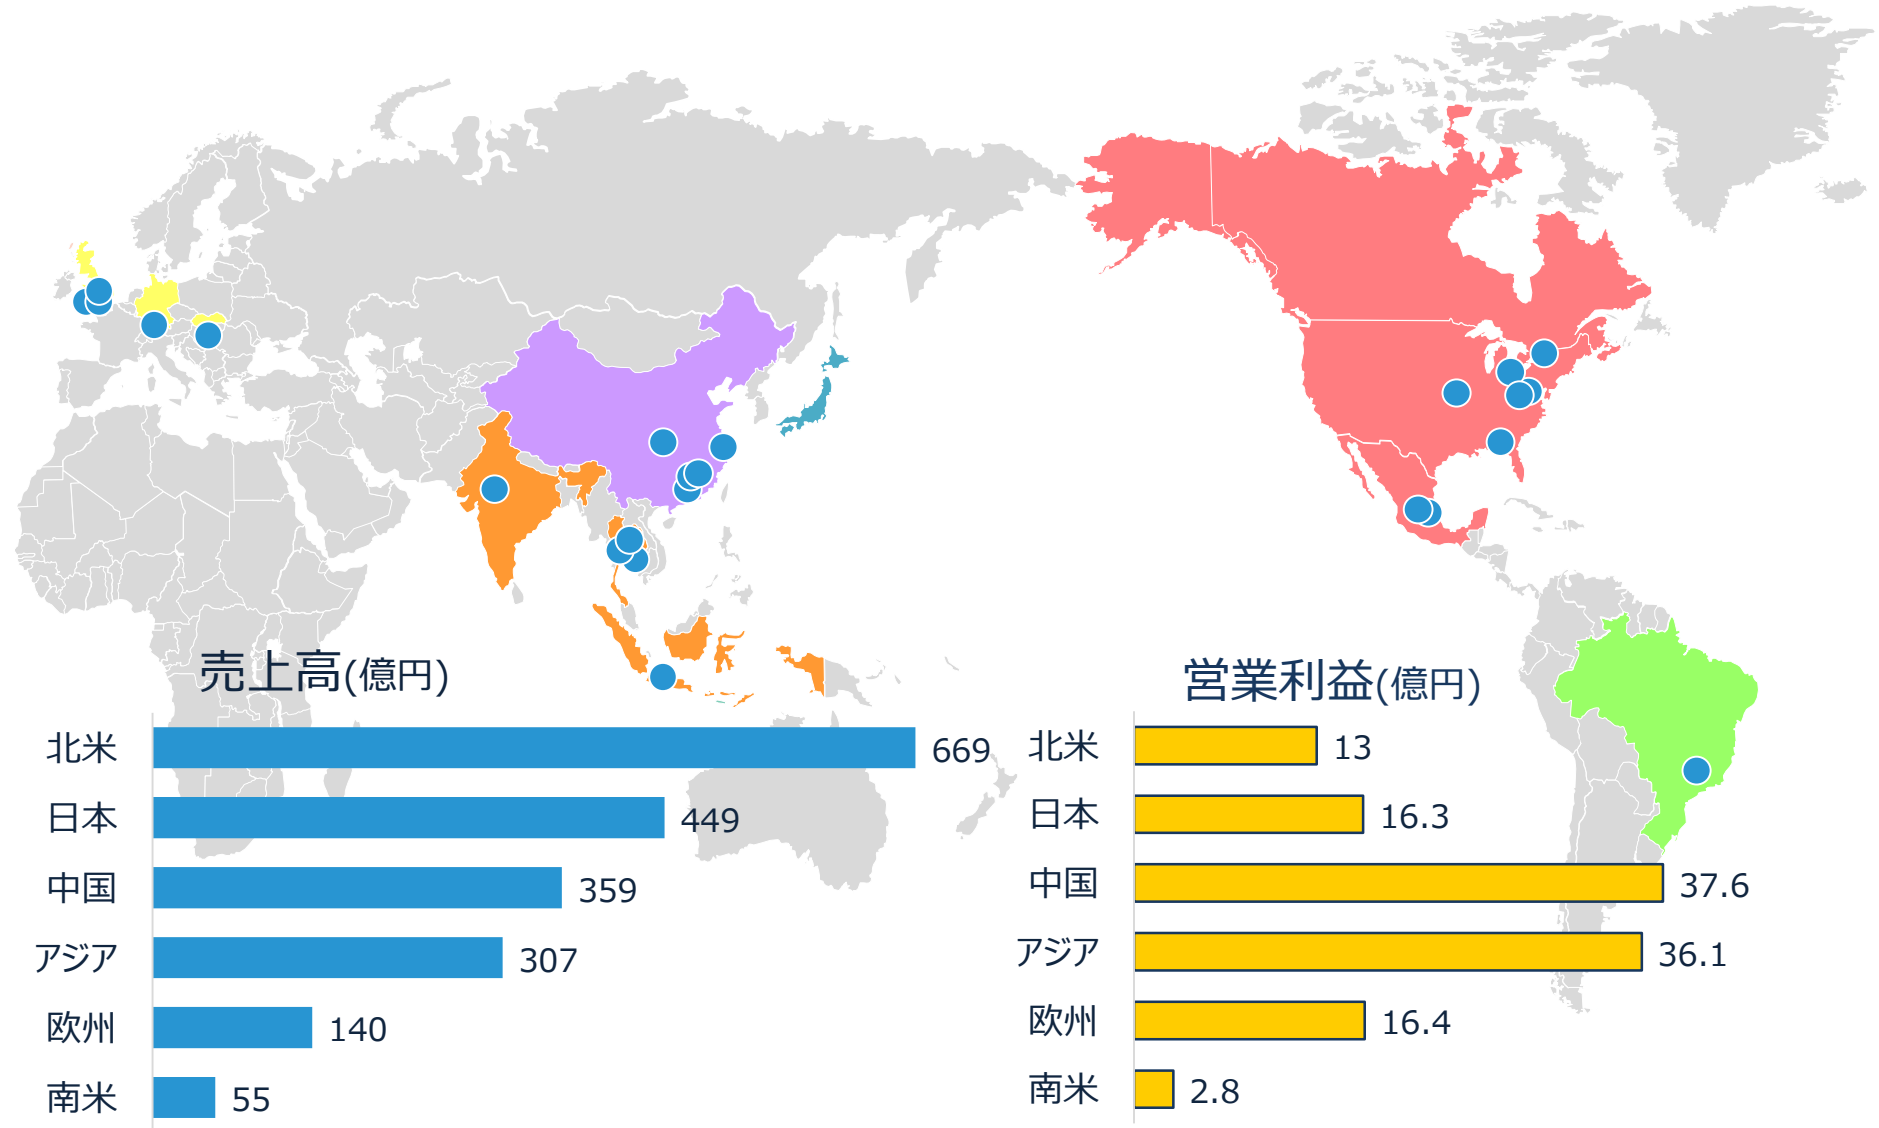 売上高(億円)
北米 669
日本 449
中国 359
アジア 307
欧州 140
南米 55
営業利益(億円)
北米 13
日本 16.3
中国 37.6
アジア 36.1
欧州 16.4
南米 2.8